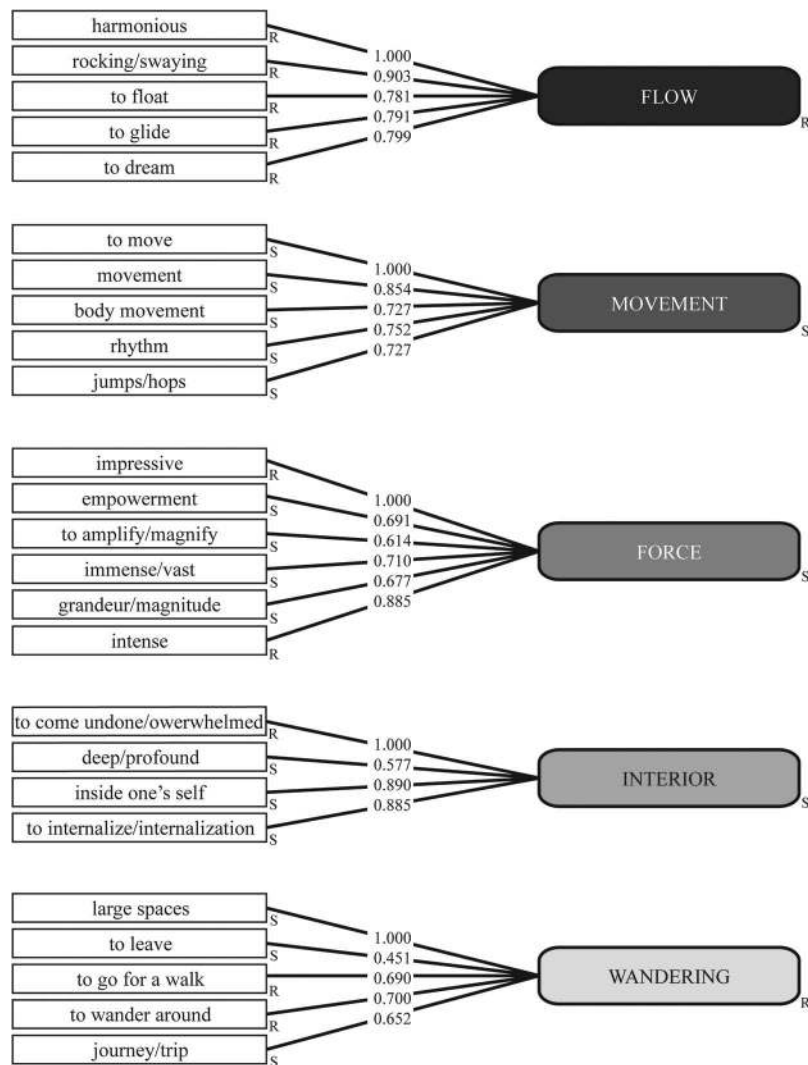 harmonious
R
rocking/swaying
R
to float
R
to glide
R
to dream
R
1.000
0.903
0.781
0.791
0.799
FLOW
R
to move
S
movement
S
body movement
S
rhythm
S
jumps/hops
S
1.000
0.854
0.727
0.752
0.727
MOVEMENT
S
impressive
R
empowerment
S
to amplify/magnify
S
immense/vast
S
grandeur/magnitude
S
intense
R
1.000
0.691
0.614
0.710
0.677
0.885
FORCE
S
to come undone/owerwhelmed
R
deep/profound
S
inside one's self
S
to internalize/internalization
S
1.000
0.577
0.890
0.885
INTERIOR
S
large spaces
S
to leave
S
to go for a walk
R
to wander around
R
journey/trip
S
1.000
0.451
0.690
0.700
0.652
WANDERING
R